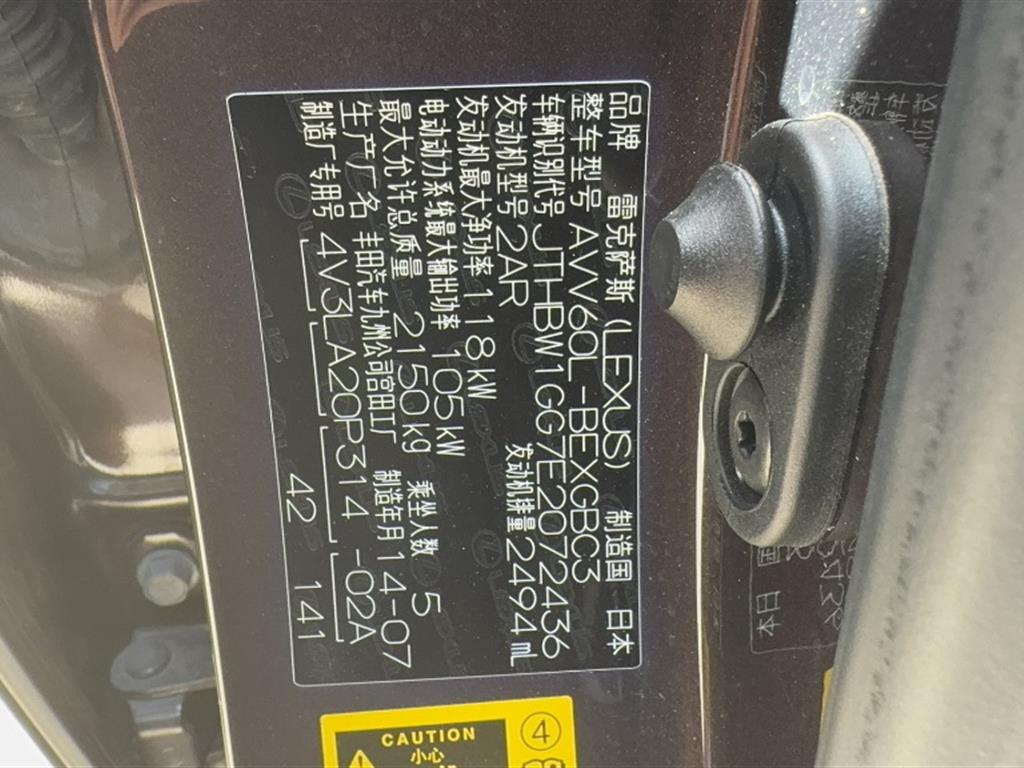 品牌 雷克萨斯 (LEXUS) 制造国 日本
整车型号 AVV60L-BEXGBC3
车辆识别代号 JTHBW1GG7E2072436
发动机型号 2AR 发动机排量 2494 mL
发动机最大净功率 118 kW
电动动力系统最大输出功率 105 kW
最大允许总质量 2150 kg 乘坐人数 5
生产厂名 丰田汽车九州公司宫田厂 制造年月 14-07
制造厂专用号 4V3LA20P314 -02A
42 141
CAUTION
小心
4